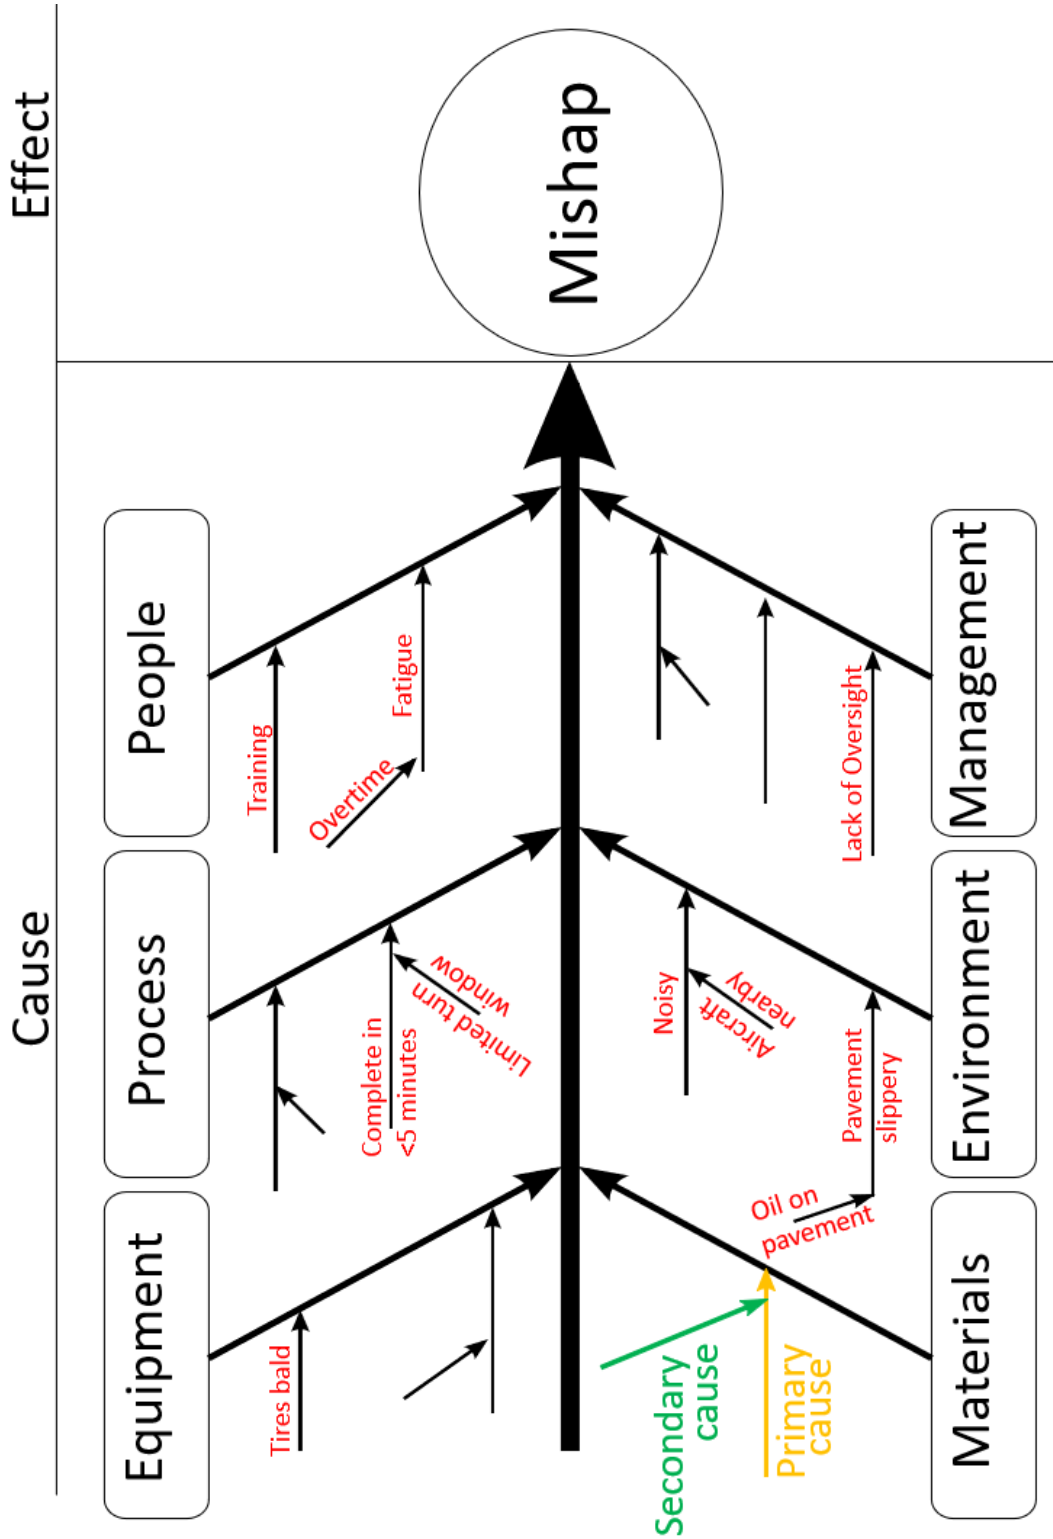 Cause
Effect
Equipment
Process
People
Tires bald
Complete in
<5 minutes
Limited turn
window
Training
Overtime
Fatigue
Mishap
Secondary
cause
Primary
cause
Oil on
pavement
Pavement
slippery
Noisy
Aircraft
nearby
Lack of Oversight
Materials
Environment
Management